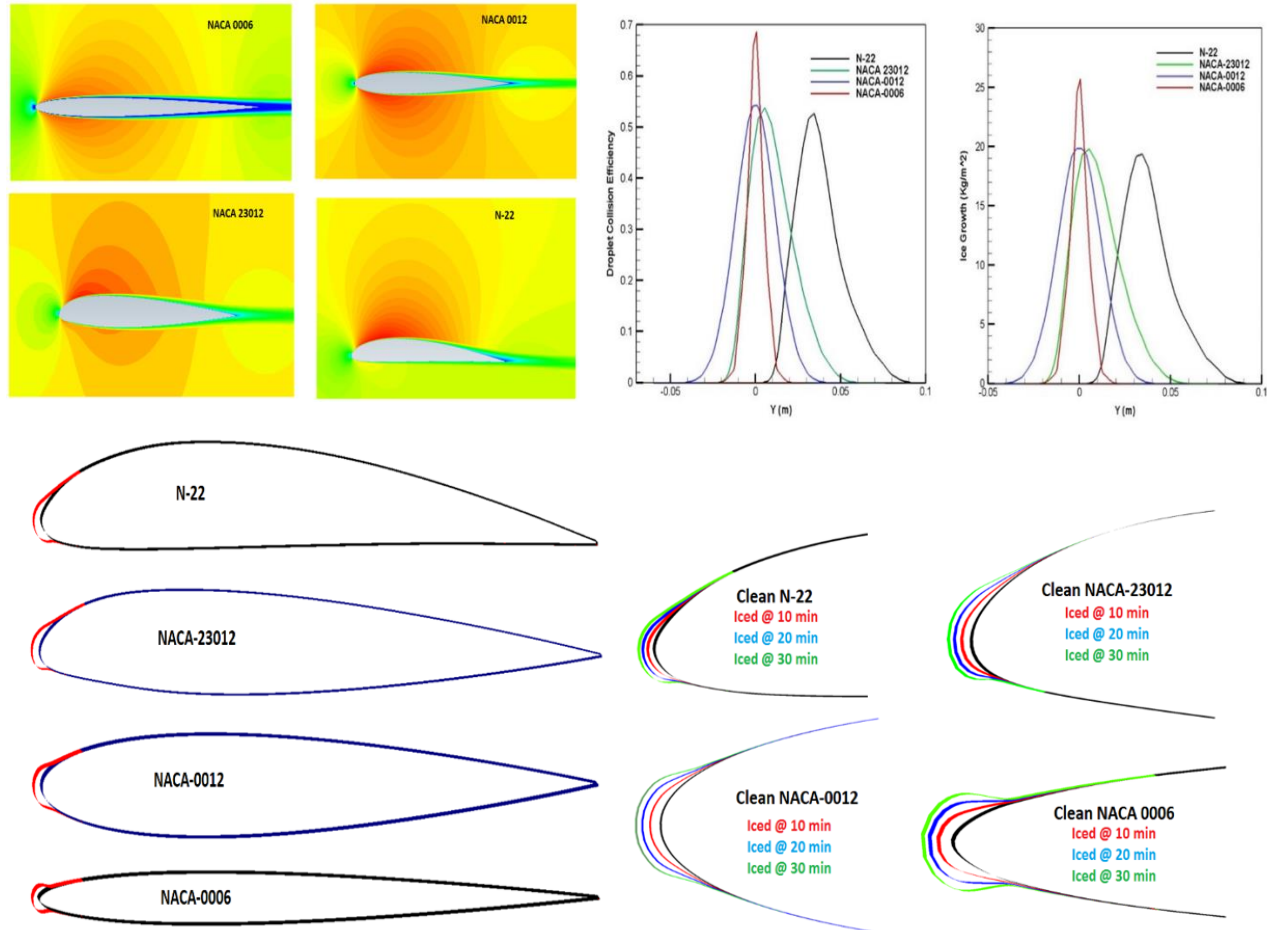 NACA 0006
NACA 0012
NACA 23012
N-22
0.7
0.6
0.5
0.4
0.3
0.2
0.1
0
Droplet Collision Efficiency
N-22
NACA 23012
NACA-0012
NACA-0006
-0.05
0
0.05
0.1
Y (m)
30
25
20
15
10
5
0
Ice Growth (Kg/m^2)
N-22
NACA-23012
NACA-0012
NACA-0006
-0.05
0
0.05
0.1
Y (m)
N-22
NACA-23012
NACA-0012
NACA-0006
Clean N-22
Iced @ 10 min
Iced @ 20 min
Iced @ 30 min
Clean NACA-23012
Iced @ 10 min
Iced @ 20 min
Iced @ 30 min
Clean NACA-0012
Iced @ 10 min
Iced @ 20 min
Iced @ 30 min
Clean NACA 0006
Iced @ 10 min
Iced @ 20 min
Iced @ 30 min